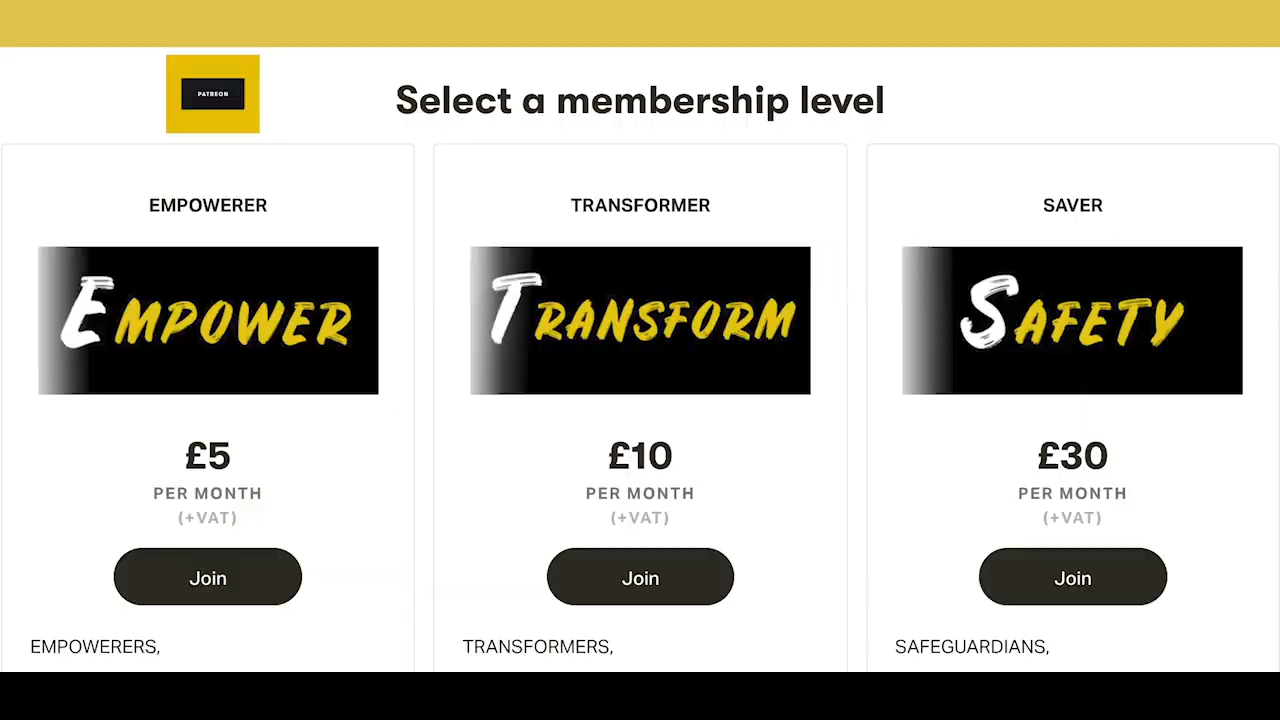 PATREON
Select a membership level
EMPOWERER
EMPOWER
£5
PER MONTH
(+VAT)
Join
EMPOWERERS,
TRANSFORMER
TRANSFORM
£10
PER MONTH
(+VAT)
Join
TRANSFORMERS,
SAVER
SAFETY
£30
PER MONTH
(+VAT)
Join
SAFEGUARDIANS,